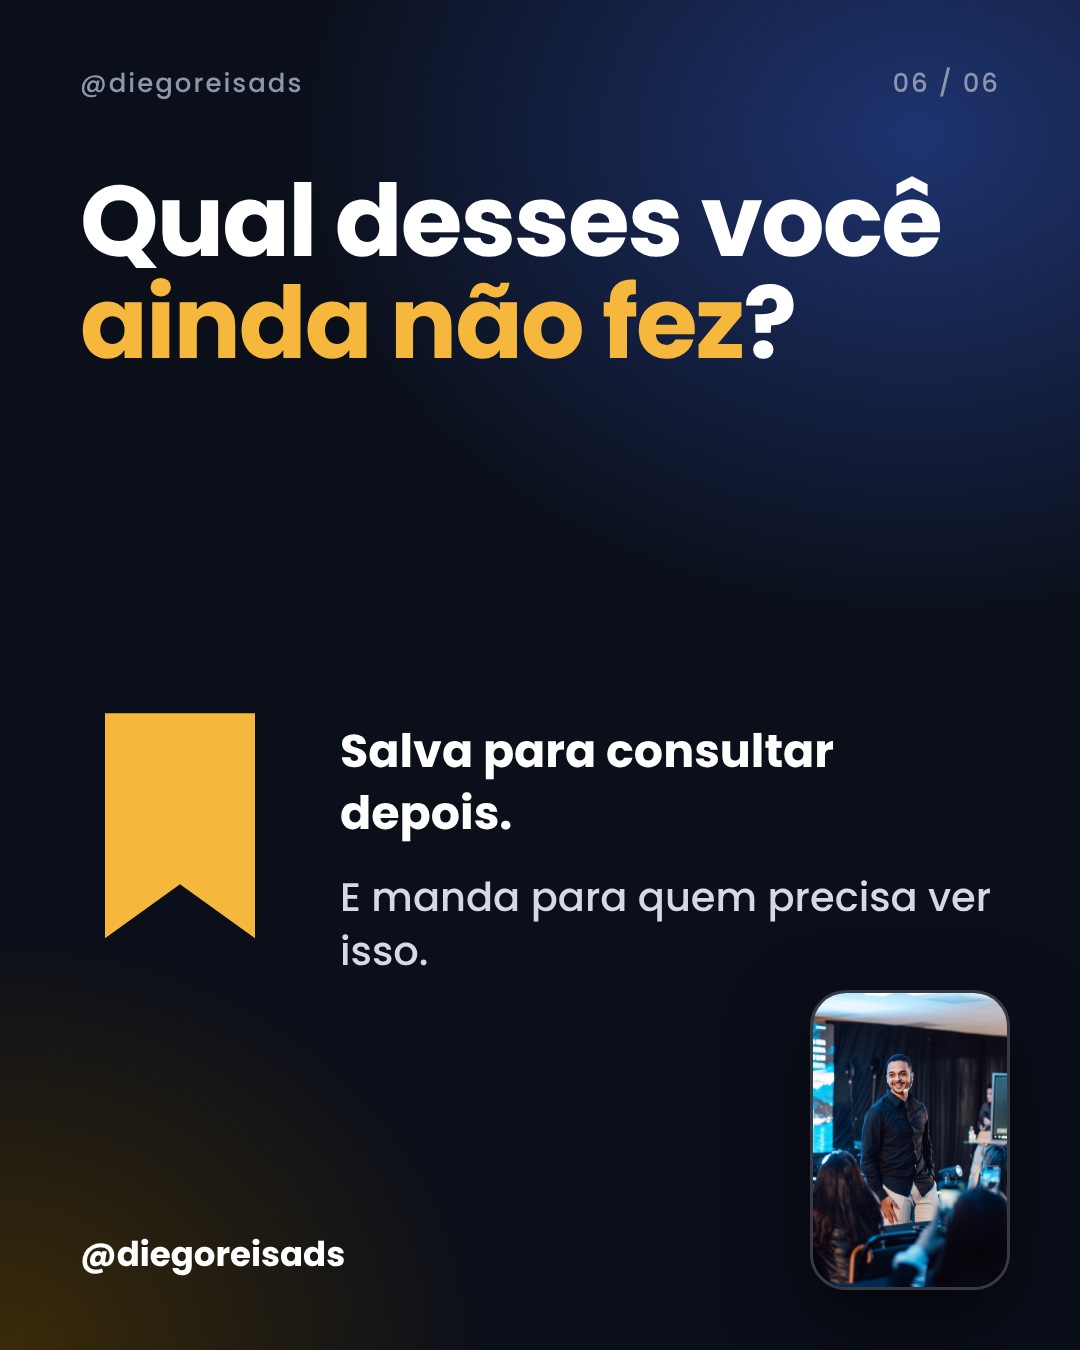 @diegoreisads
06 / 06
Qual desses você
ainda não fez?
Salva para consultar
depois.
E manda para quem precisa ver
isso.
@diegoreisads